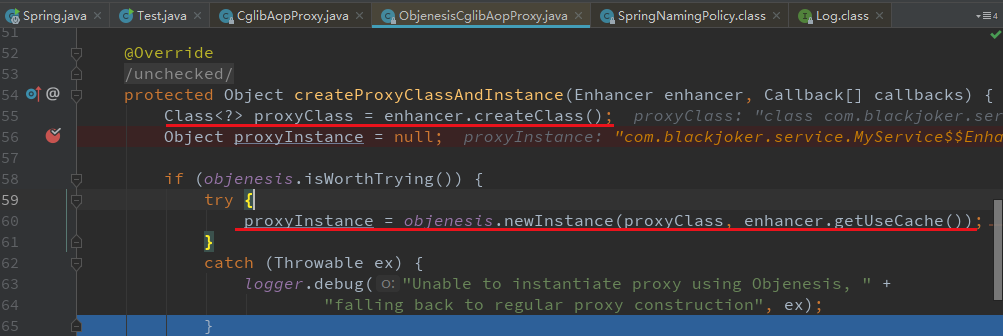 Spring.java × Test.java × CglibAopProxy.java × ObjenesisCglibAopProxy.java × SpringNamingPolicy.class × Log.class × 4
51
52 @Override
53 /unchecked/
54 @ protected Object createProxyClassAndInstance(Enhancer enhancer, Callback[] callbacks) {
55 Class<?> proxyClass = enhancer.createClass(); proxyClass: "class com.blackjoker.ser
56 Object proxyInstance = null; proxyInstance: "com.blackjoker.service.MyService$$Enha
57
58 if (objenesis.isWorthTrying()) {
59 try {
60 proxyInstance = objenesis.newInstance(proxyClass, enhancer.getUseCache());
61 }
62 catch (Throwable ex) {
63 logger.debug( o: "Unable to instantiate proxy using Objenesis, " +
64 "falling back to regular proxy construction", ex);
65 }